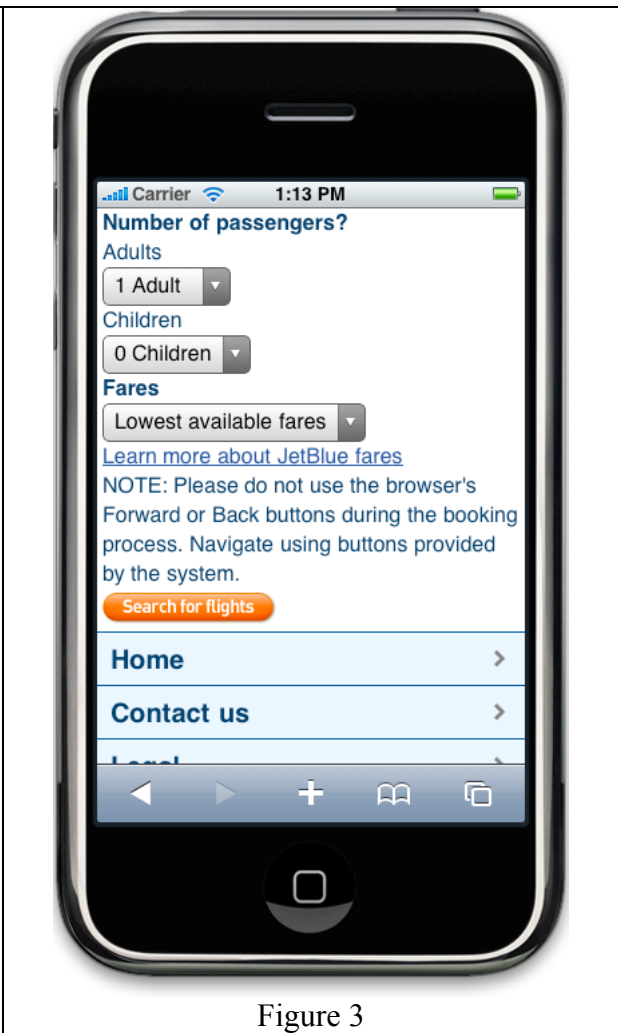 Carrier 1:13 PM
Number of passengers?
Adults
1 Adult
Children
0 Children
Fares
Lowest available fares
Learn more about JetBlue fares
NOTE: Please do not use the browser's
Forward or Back buttons during the booking
process. Navigate using buttons provided
by the system.
Search for flights
Home
Contact us
Legal
Figure 3